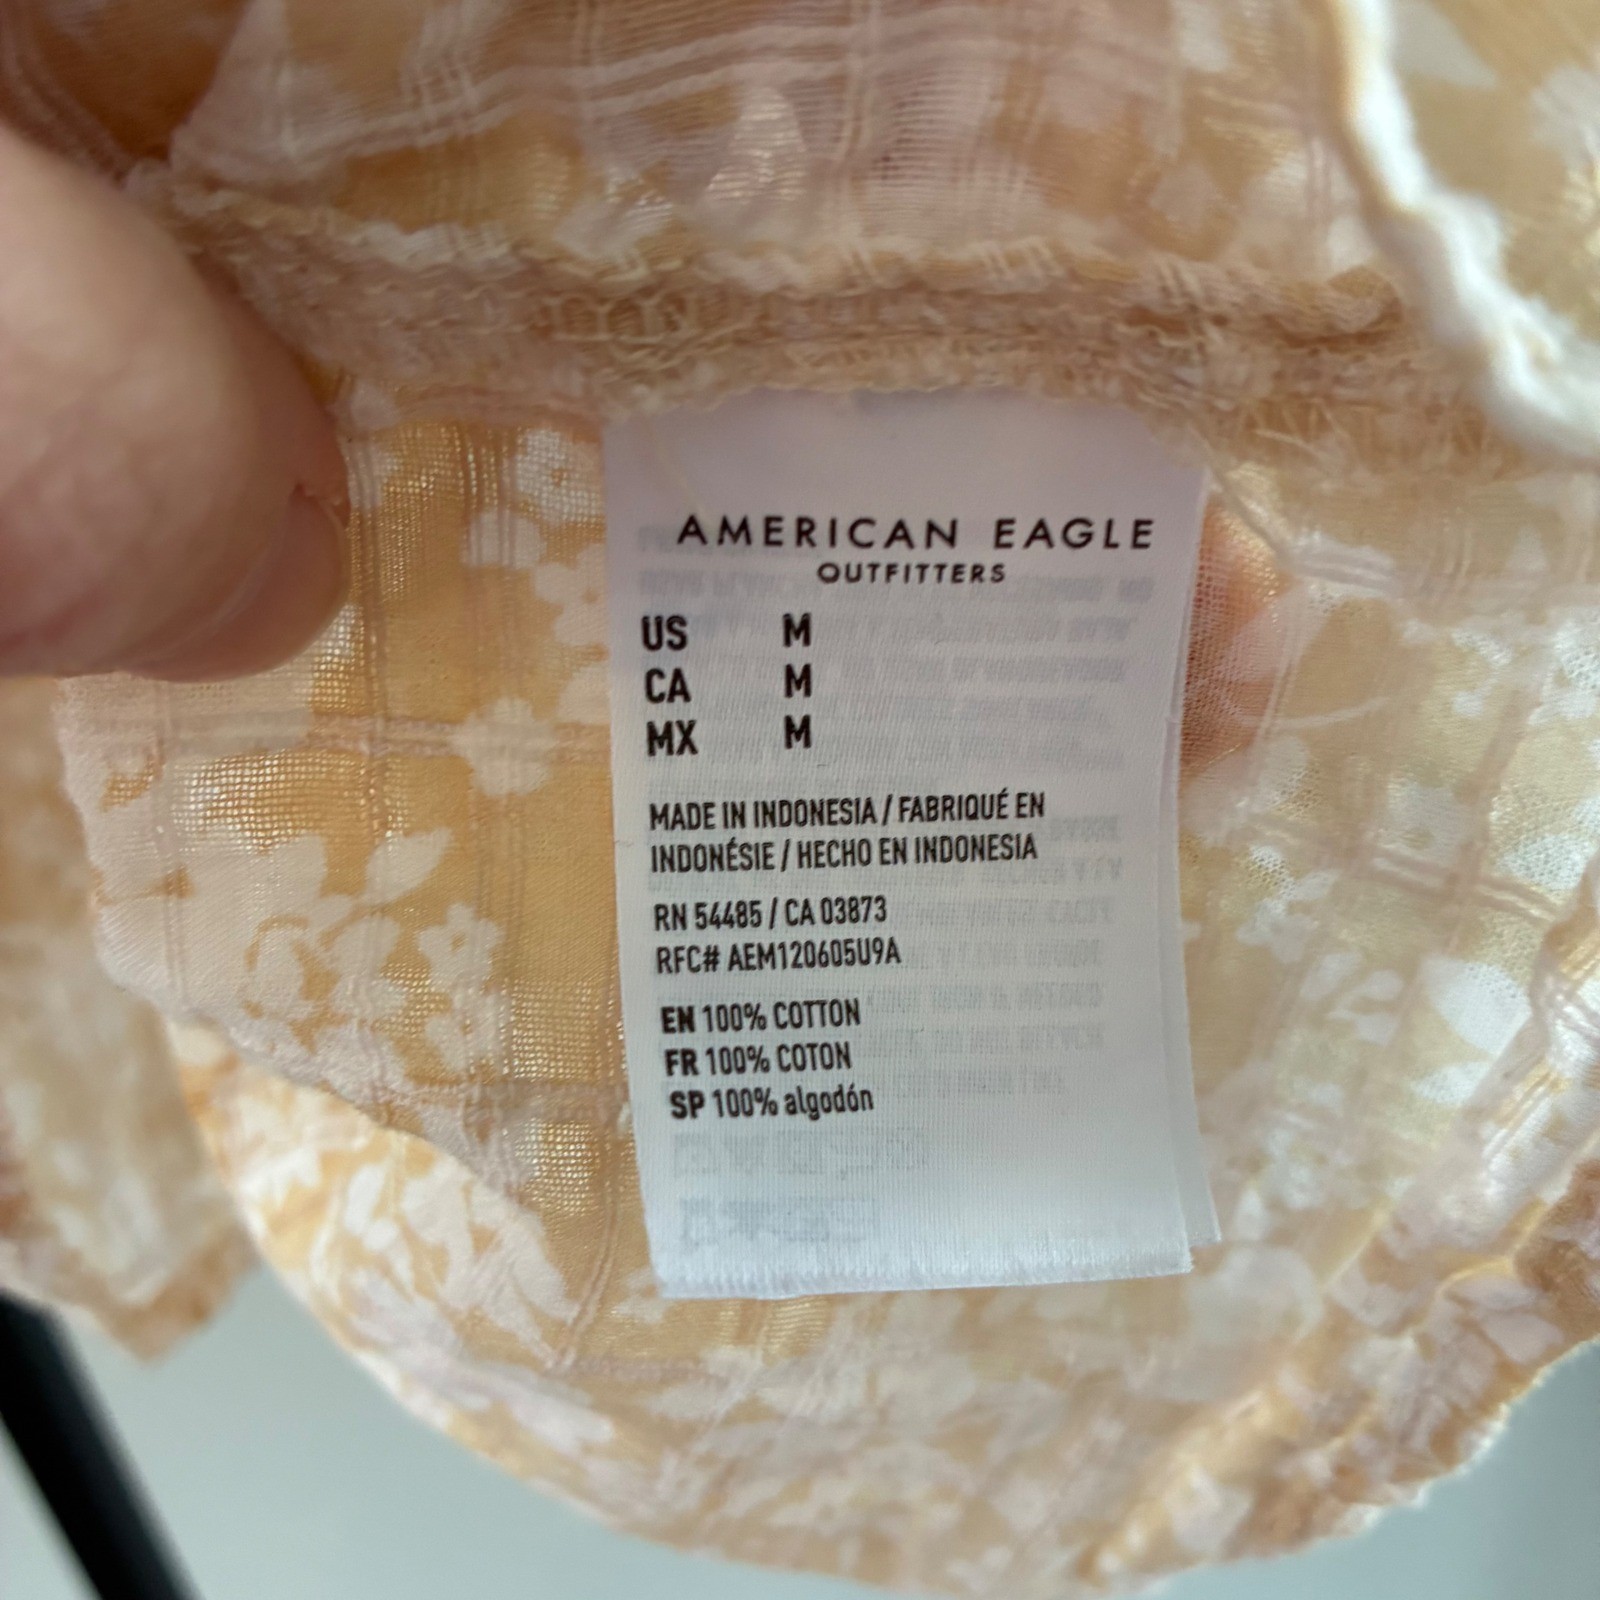 AMERICAN EAGLE
OUTFITTERS
US M
CA M
MX M
MADE IN INDONESIA / FABRIQUÉ EN
INDONÉSIE / HECHO EN INDONESIA
RN 54485 / CA 03873
RFC# AEM120605U9A
EN 100% COTTON
FR 100% COTON
SP 100% algodón